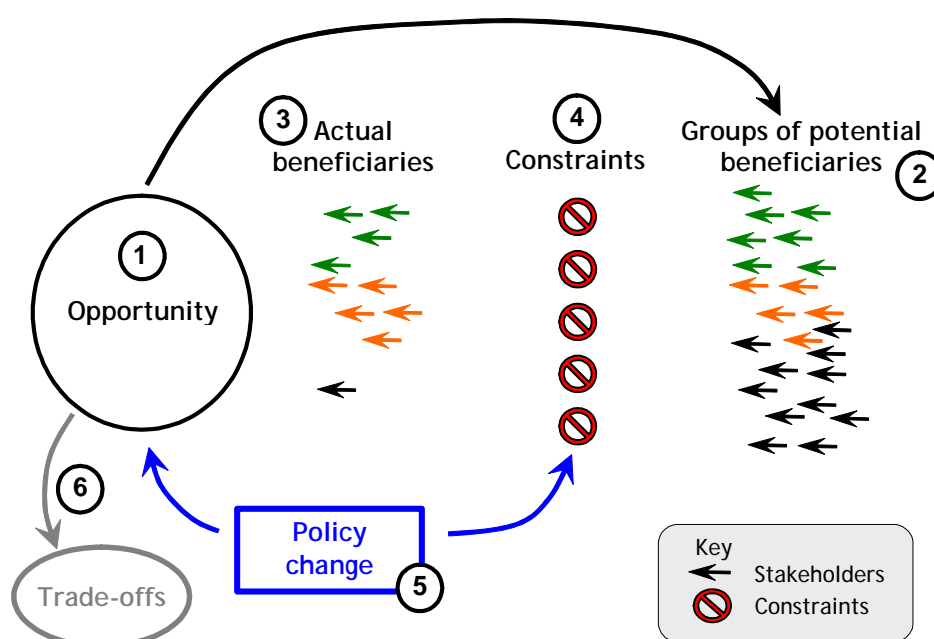 3
Actual
beneficiaries
4
Constraints
Groups of potential
beneficiaries
2
1
Opportunity
6
Trade-offs
Policy
change
5
Key
Stakeholders
Constraints